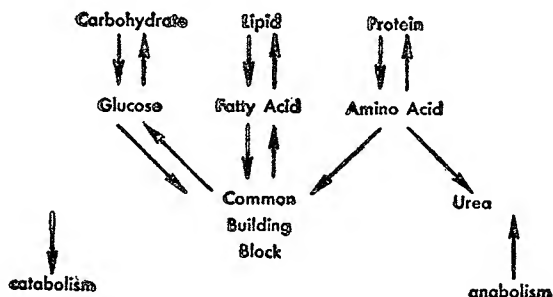 Carbohydrate Lipid Protein
Glucose Fatty Acid Amino Acid
Common Urea
Building
Block
catabolism anabolism